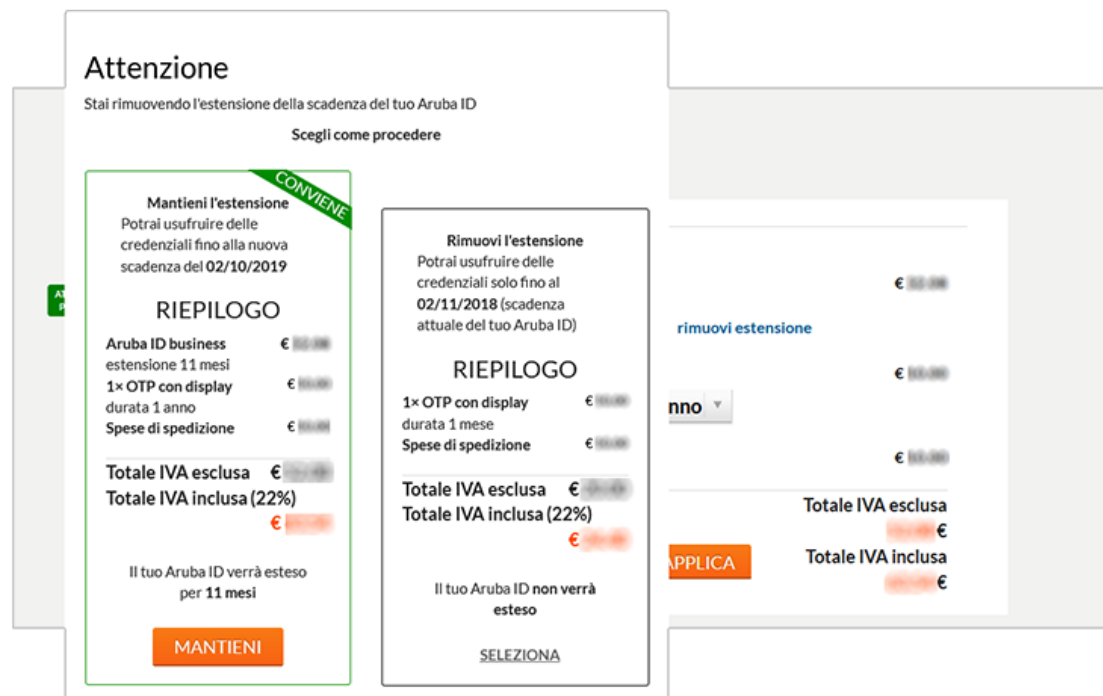 Attenzione
Stai rimuovendo l'estensione della scadenza del tuo Aruba ID
Scegli come procedere
CONVIENE
Mantieni l'estensione
Potrai usufruire delle
credenziali fino alla nuova
scadenza del 02/10/2019
RIEPILOGO
Aruba ID business €
estensione 11 mesi
1× OTP con display €
durata 1 anno
Spese di spedizione €
Totale IVA esclusa €
Totale IVA inclusa (22%)
€
Il tuo Aruba ID verrà esteso
per 11 mesi
MANTIENI
Rimuovi l'estensione
Potrai usufruire delle
credenziali solo fino al
02/11/2018 (scadenza
attuale del tuo Aruba ID)
RIEPILOGO
1× OTP con display €
durata 1 mese
Spese di spedizione €
Totale IVA esclusa €
Totale IVA inclusa (22%)
€
Il tuo Aruba ID non verrà
esteso
SELEZIONA
€
rimuovi estensione
€
nno
€
Totale IVA esclusa
€
APPLICA
Totale IVA inclusa
€